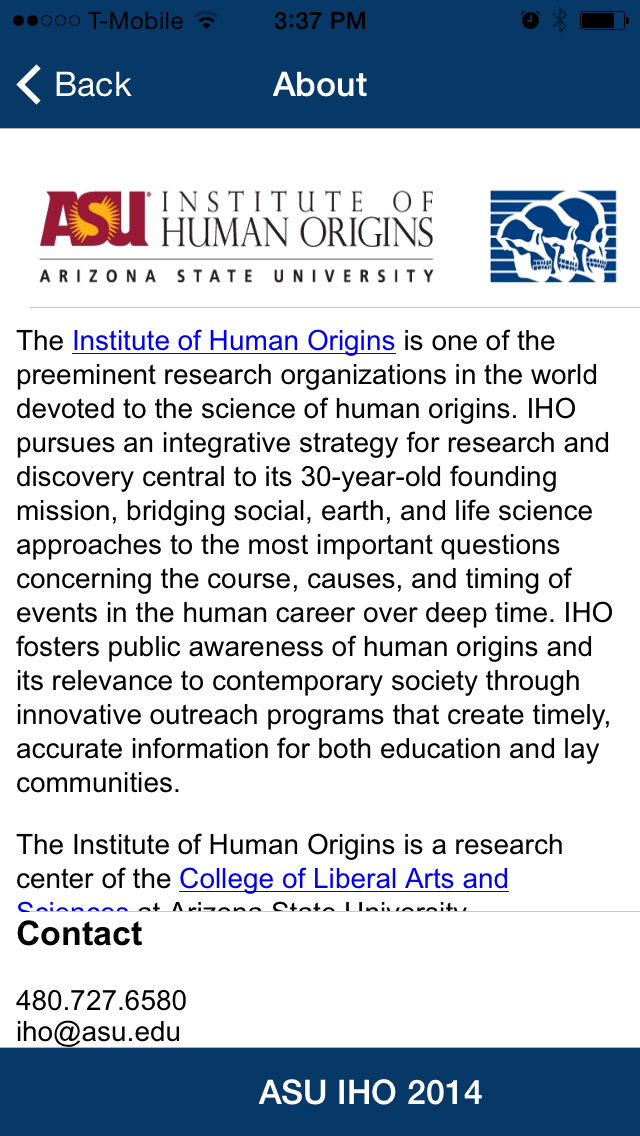 T-Mobile 3:37 PM
Back About
ASU INSTITUTE OF
HUMAN ORIGINS
ARIZONA STATE UNIVERSITY
The Institute of Human Origins is one of the
preeminent research organizations in the world
devoted to the science of human origins. IHO
pursues an integrative strategy for research and
discovery central to its 30-year-old founding
mission, bridging social, earth, and life science
approaches to the most important questions
concerning the course, causes, and timing of
events in the human career over deep time. IHO
fosters public awareness of human origins and
its relevance to contemporary society through
innovative outreach programs that create timely,
accurate information for both education and lay
communities.
The Institute of Human Origins is a research
center of the College of Liberal Arts and
Sciences at Arizona State University.
Contact
480.727.6580
iho@asu.edu
ASU IHO 2014